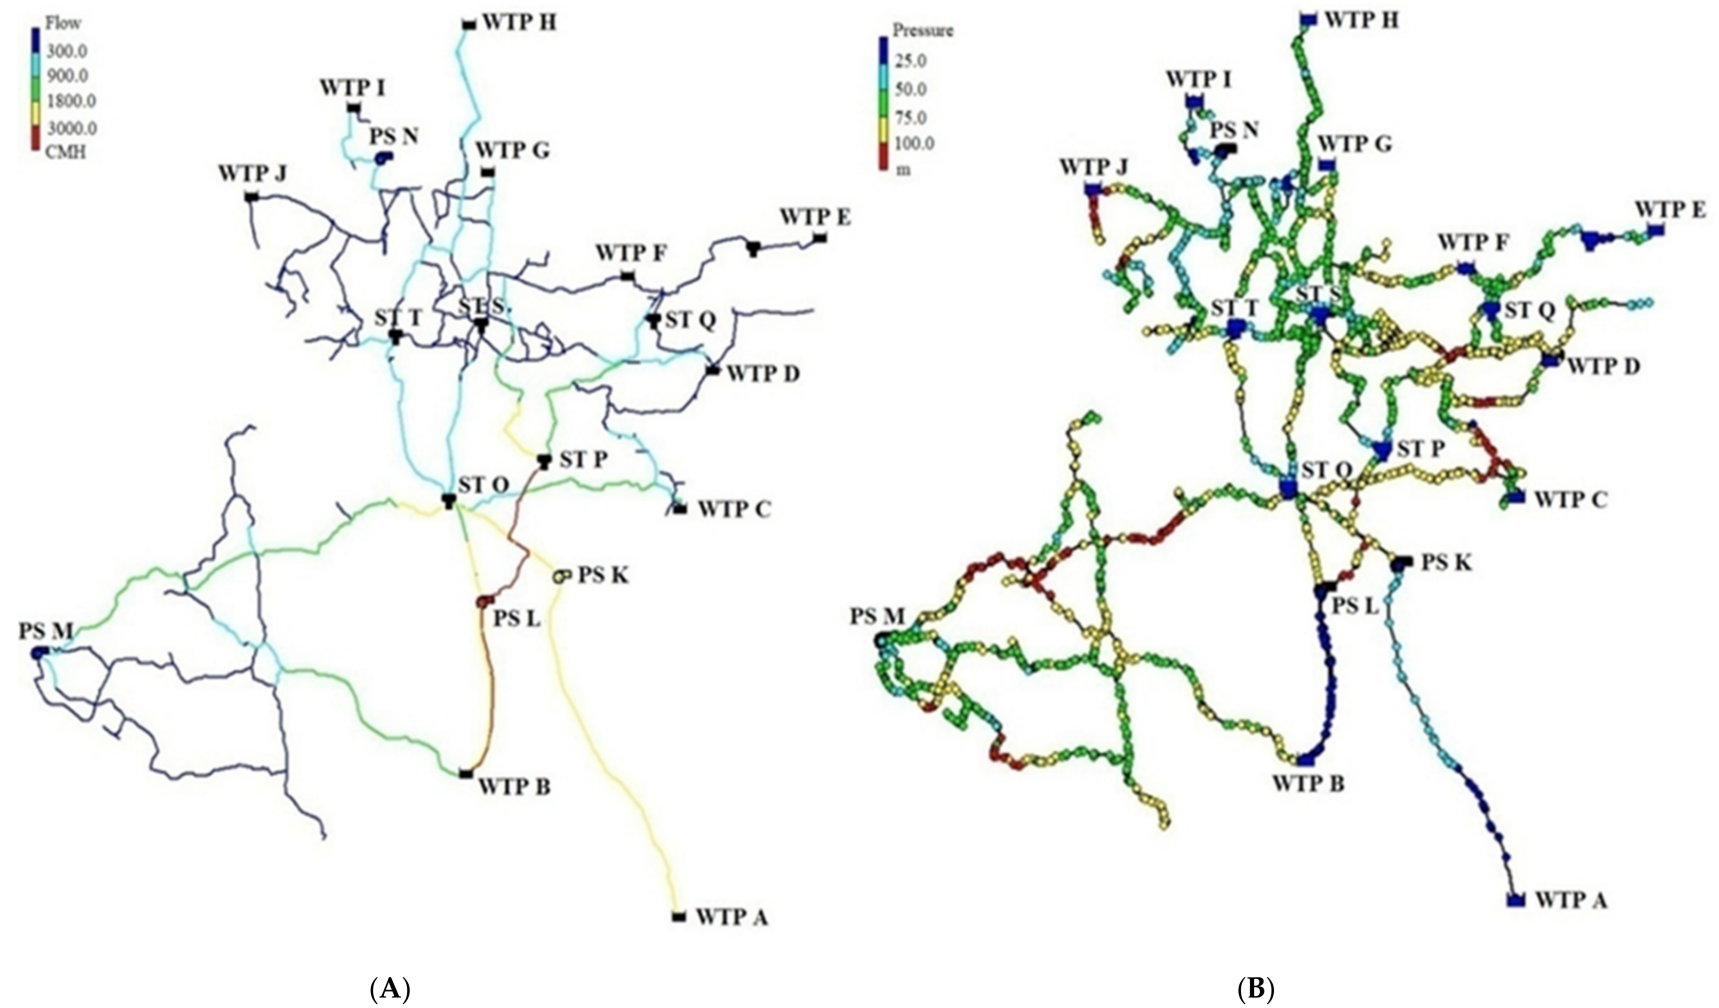 Flow
300.0
900.0
1800.0
3000.0
CMH
WTP H
WTP I
PS N
WTP G
WTP J
WTP E
WTP F
ST S
ST T
ST Q
WTP D
ST P
ST O
WTP C
PS K
PS L
PS M
WTP B
WTP A
(A)
Pressure
25.0
50.0
75.0
100.0
m
WTP H
WTP I
PS N
WTP G
WTP J
WTP E
WTP F
ST S
ST T
ST Q
WTP D
ST P
ST O
WTP C
PS K
PS L
PS M
WTP B
WTP A
(B)